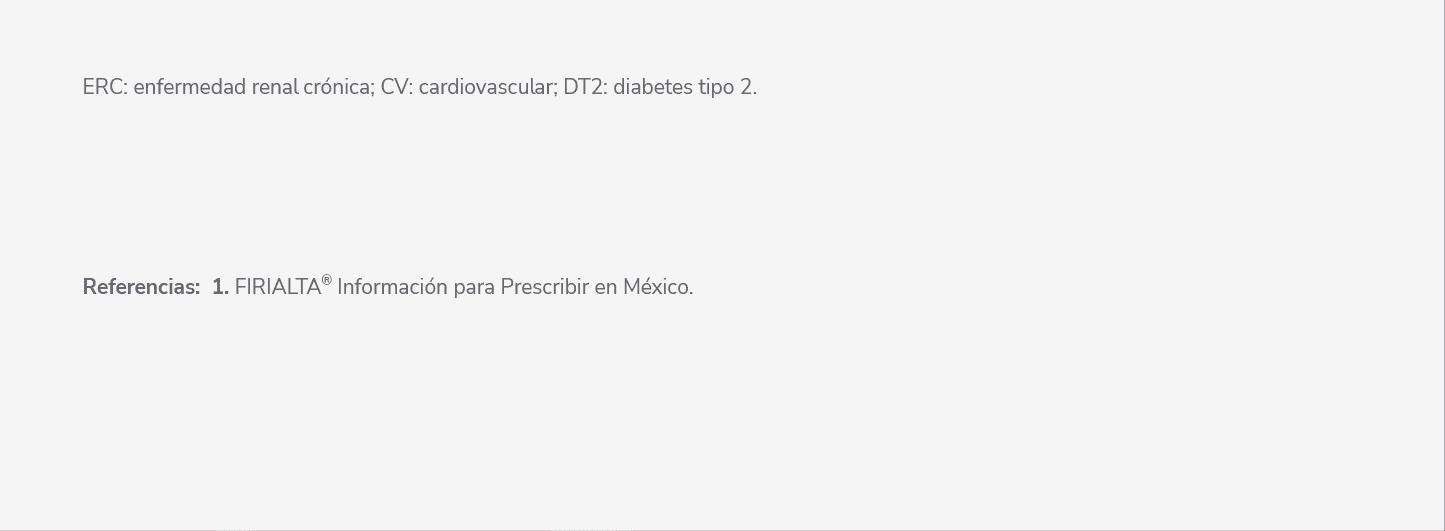 ERC: enfermedad renal crónica; CV: cardiovascular; DT2: diabetes tipo 2.
Referencias: 1. FIRIALTA® Información para Prescribir en México.